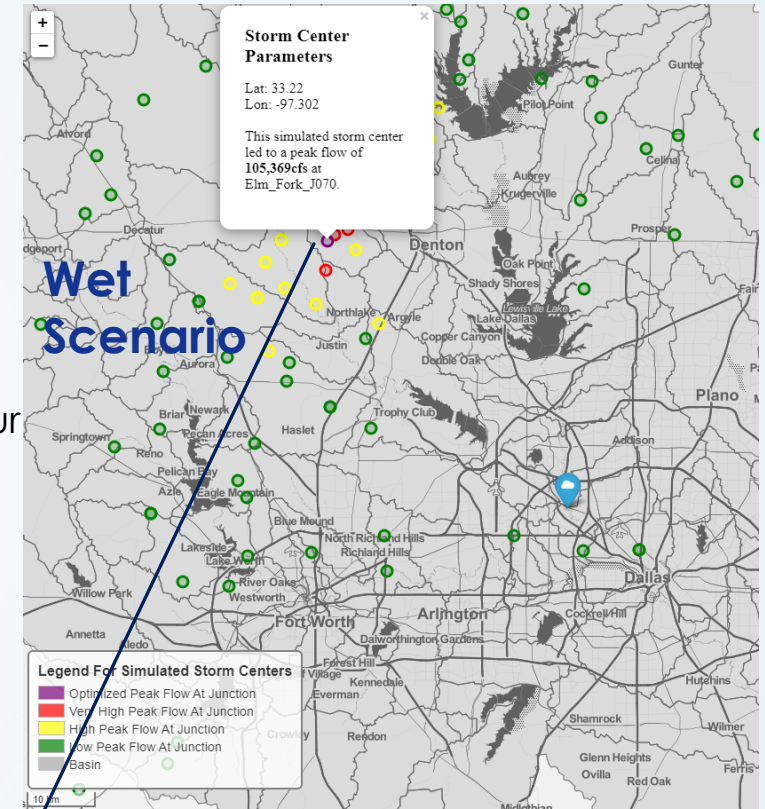 +
−
×
Storm Center
Parameters
Lat: 33.22
Lon: -97.302
This simulated storm center
led to a peak flow of
105,369cfs at
Elm_Fork_J070.
Gunter
Pilot Point
Alvord
Celina
Aubrey
Krugerville
Decatur
Prosper
dgeport
Denton
Oak Point
Wet
Scenario
Shady Shores
Fair
Lewisville Lake
Northlake
Argyle
Lake Dallas
Copper Canyon
Justin
Double Oak
Aurora
Plano
ur
Briar
Newark
Trophy Club
Springtown
Pecan Acres
Haslet
Addison
Reno
Pelican Bay
Azle
Eagle Mountain
Blue Mound
North Richland Hills
Richland Hills
Lakeside
Lake Worth
Dallas
Willow Park
River Oaks
Westworth
Arlington
Cockrell Hill
Fort Worth
Annetta
Aledo
Dalworthington Gardens
Forest Hill
Legend For Simulated Storm Centers
Optimized Peak Flow At Junction
Very High Peak Flow At Junction
High Peak Flow At Junction
Low Peak Flow At Junction
Basin
f Village
Kennedale
Everman
Hutchins
Crowley
Rendon
Shamrock
Wilmer
Glenn Heights
Ovilla
Red Oak
Ferris
10 km
Midlothian